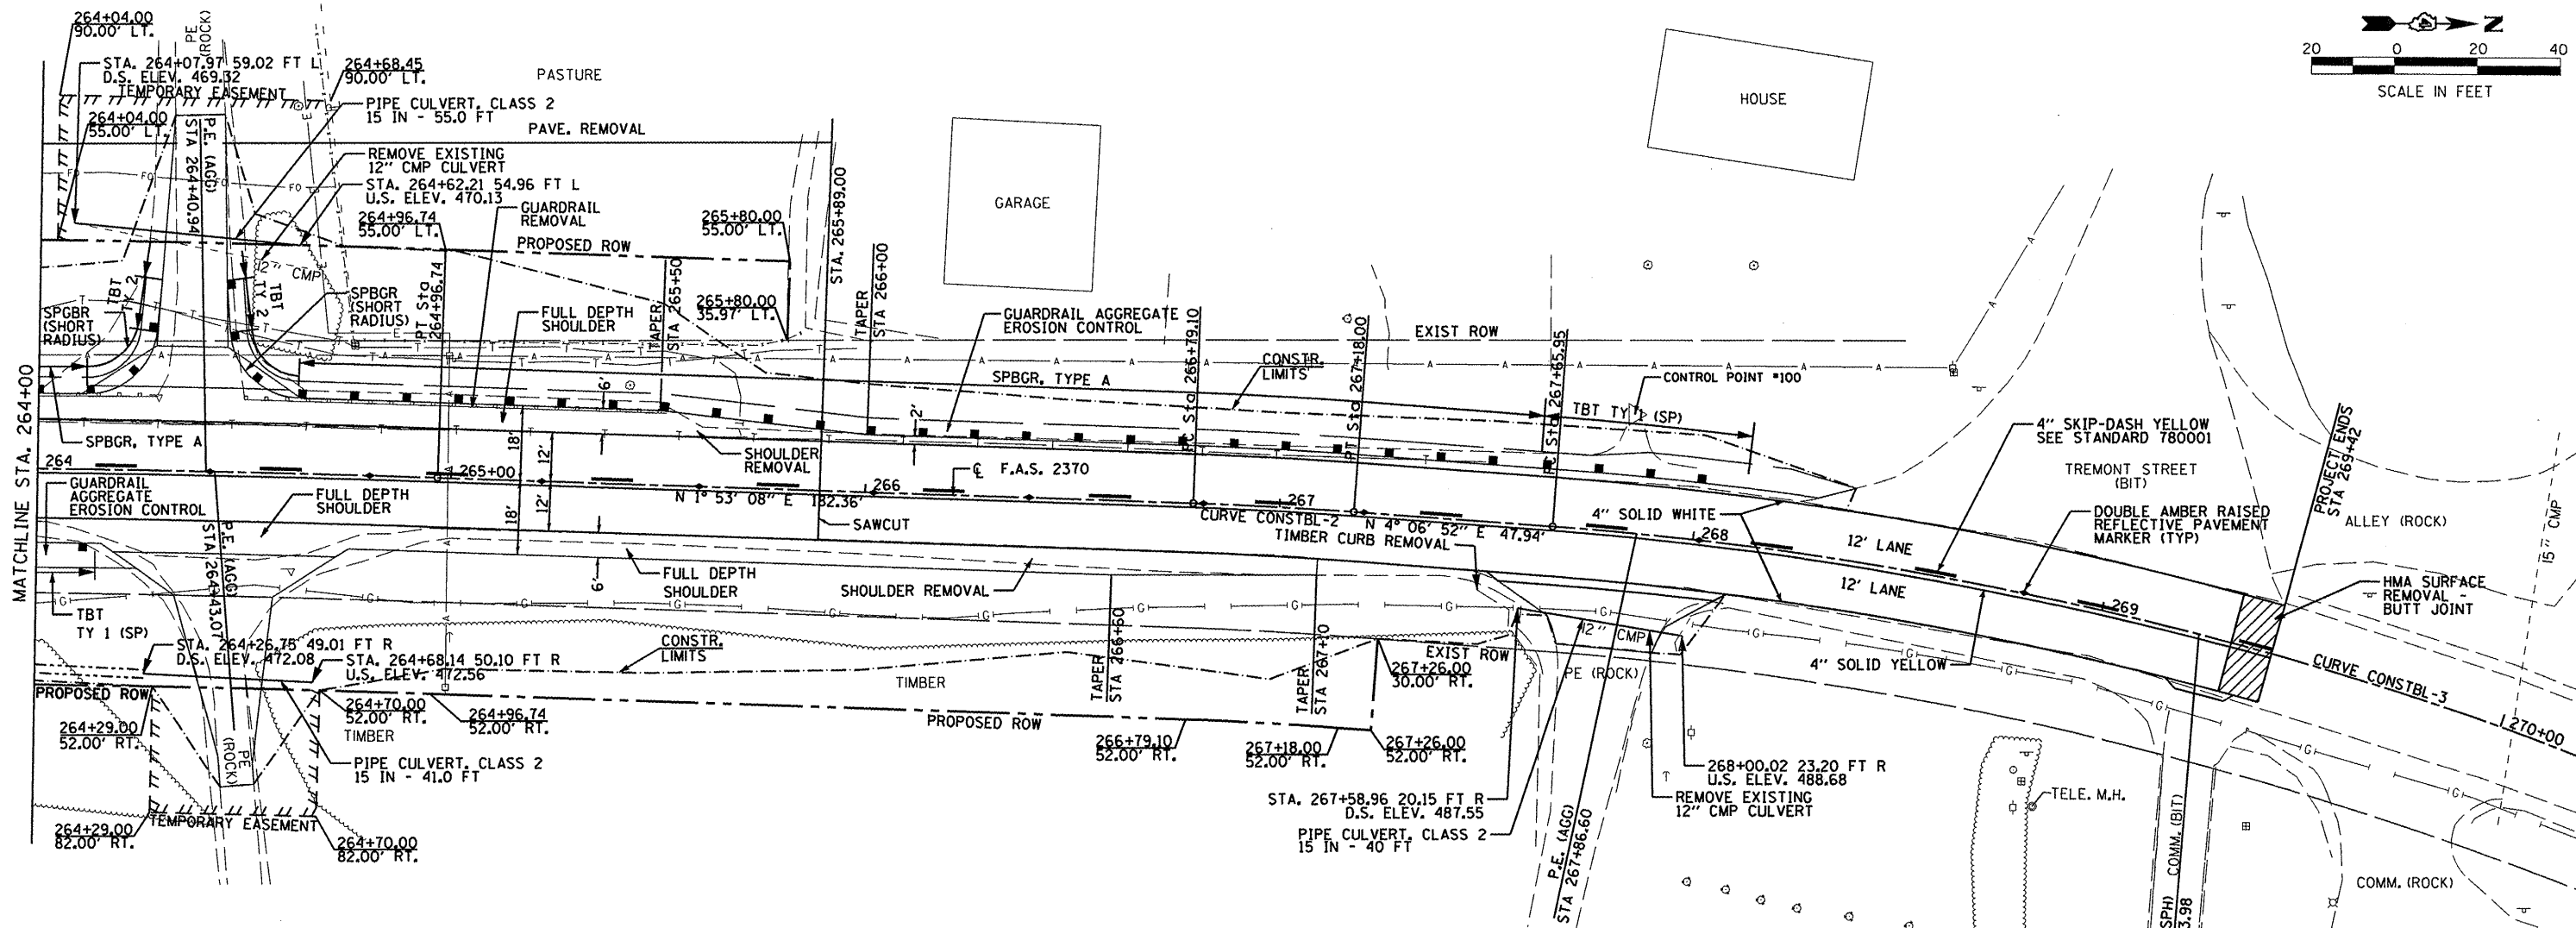 264+04.00
90.00' LT.
STA. 264+07.97 59.02 FT L
D.S. ELEV. 469.32
TEMPORARY EASEMENT
264+04.00
55.00' LT.
PE
(ROCK)
264+68.45
90.00' LT.
PASTURE
PIPE CULVERT, CLASS 2
15 IN - 55.0 FT
PAVE. REMOVAL
REMOVE EXISTING
12" CMP CULVERT
STA. 264+62.21 54.96 FT L
U.S. ELEV. 470.13
P.E. (AGG)
STA 264+40.94
FO
FO
FO
FO
264+96.74
55.00' LT.
GUARDRAIL
REMOVAL
PROPOSED ROW
265+80.00
55.00' LT.
265+80.00
35.97' LT.
2" CMP
TBT
TY 2
TBT
TY 2
SPGBR
(SHORT
RADIUS)
SPBGR
(SHORT
RADIUS)
PT Sta
264+96.74
FULL DEPTH
SHOULDER
TAPER
STA 265+50
STA. 265+89.00
TAPER
STA 266+00
GARAGE
HOUSE
N
20 0 20 40
SCALE IN FEET
GUARDRAIL AGGREGATE
EROSION CONTROL
EXIST ROW
CONSTR.
LIMITS
SPBGR. TYPE A
CONTROL POINT #100
TBT TY 1 (SP)
PC Sta 266+79.10
PT Sta 267+18.00
PC Sta 267+65.95
MATCHLINE STA. 264+00
SPBGR. TYPE A
264
265+00
6'
2'
18'
12'
12'
18'
6'
SHOULDER
REMOVAL
℄ F.A.S. 2370
N 1° 53' 08" E 182.36'
266
267
268
269
270+00
SAWCUT
CURVE CONSTBL-2
N 4° 06' 52" E 47.94'
4" SOLID WHITE
TIMBER CURB REMOVAL
12' LANE
12' LANE
4" SKIP-DASH YELLOW
SEE STANDARD 780001
TREMONT STREET
(BIT)
DOUBLE AMBER RAISED
REFLECTIVE PAVEMENT
MARKER (TYP)
PROJECT ENDS
STA 269+42
ALLEY (ROCK)
15" CMP
HMA SURFACE
REMOVAL -
BUTT JOINT
4" SOLID YELLOW
CURVE CONSTBL-3
GUARDRAIL
AGGREGATE
EROSION CONTROL
FULL DEPTH
SHOULDER
P.E. (AGG)
STA 264+43.07
FULL DEPTH
SHOULDER
SHOULDER REMOVAL
TBT
TY 1 (SP)
STA. 264+26.75 49.01 FT R
D.S. ELEV. 472.08
STA. 264+68.14 50.10 FT R
U.S. ELEV. 472.56
CONSTR.
LIMITS
TIMBER
PROPOSED ROW
264+29.00
52.00' RT.
264+70.00
52.00' RT.
TIMBER
264+96.74
52.00' RT.
PE
(ROCK)
PIPE CULVERT, CLASS 2
15 IN - 41.0 FT
TEMPORARY EASEMENT
264+29.00
82.00' RT.
264+70.00
82.00' RT.
PROPOSED ROW
TAPER
STA 266+60
TAPER
STA 267+10
266+79.10
52.00' RT.
267+18.00
52.00' RT.
267+26.00
52.00' RT.
EXIST ROW
267+26.00
30.00' RT.
12" CMP
PE (ROCK)
STA. 267+58.96 20.15 FT R
D.S. ELEV. 487.55
PIPE CULVERT, CLASS 2
15 IN - 40 FT
268+00.02 23.20 FT R
U.S. ELEV. 488.68
REMOVE EXISTING
12" CMP CULVERT
P.E. (AGG)
STA 267+86.60
TELE. M.H.
COMM. (BIT)
SPH)
3.98
COMM. (ROCK)